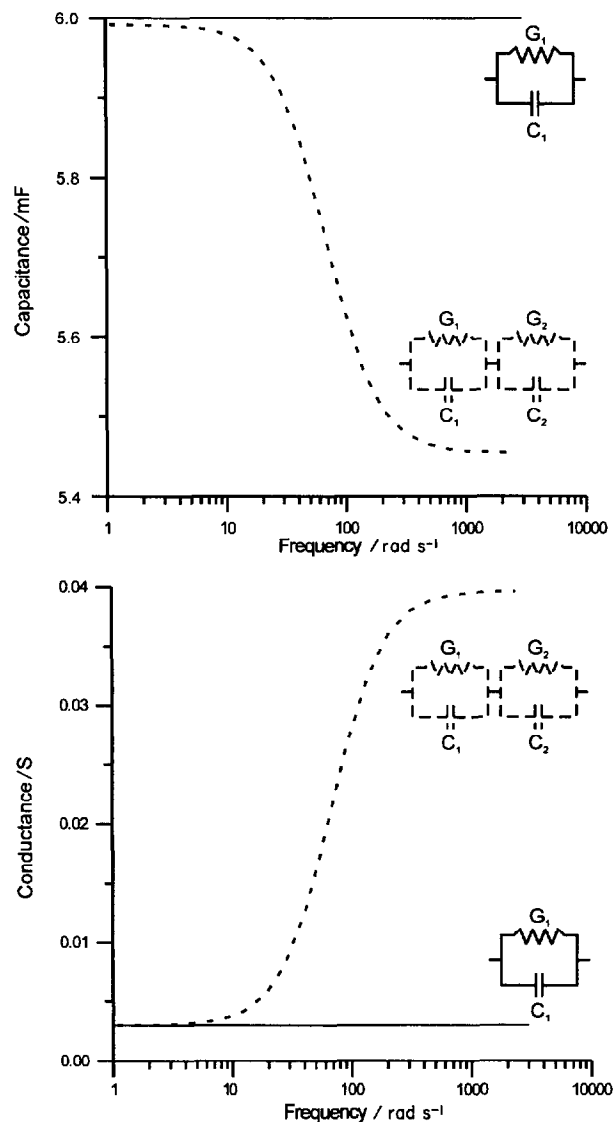 6.0
5.8
5.6
5.4
Capacitance /mF
G₁
C₁
G₁ G₂
C₁ C₂
1 10 100 1000 10000
Frequency / rad s⁻¹
0.04
0.03
0.02
0.01
0.00
Conductance /S
G₁ G₂
C₁ C₂
G₁
C₁
1 10 100 1000 10000
Frequency / rad s⁻¹